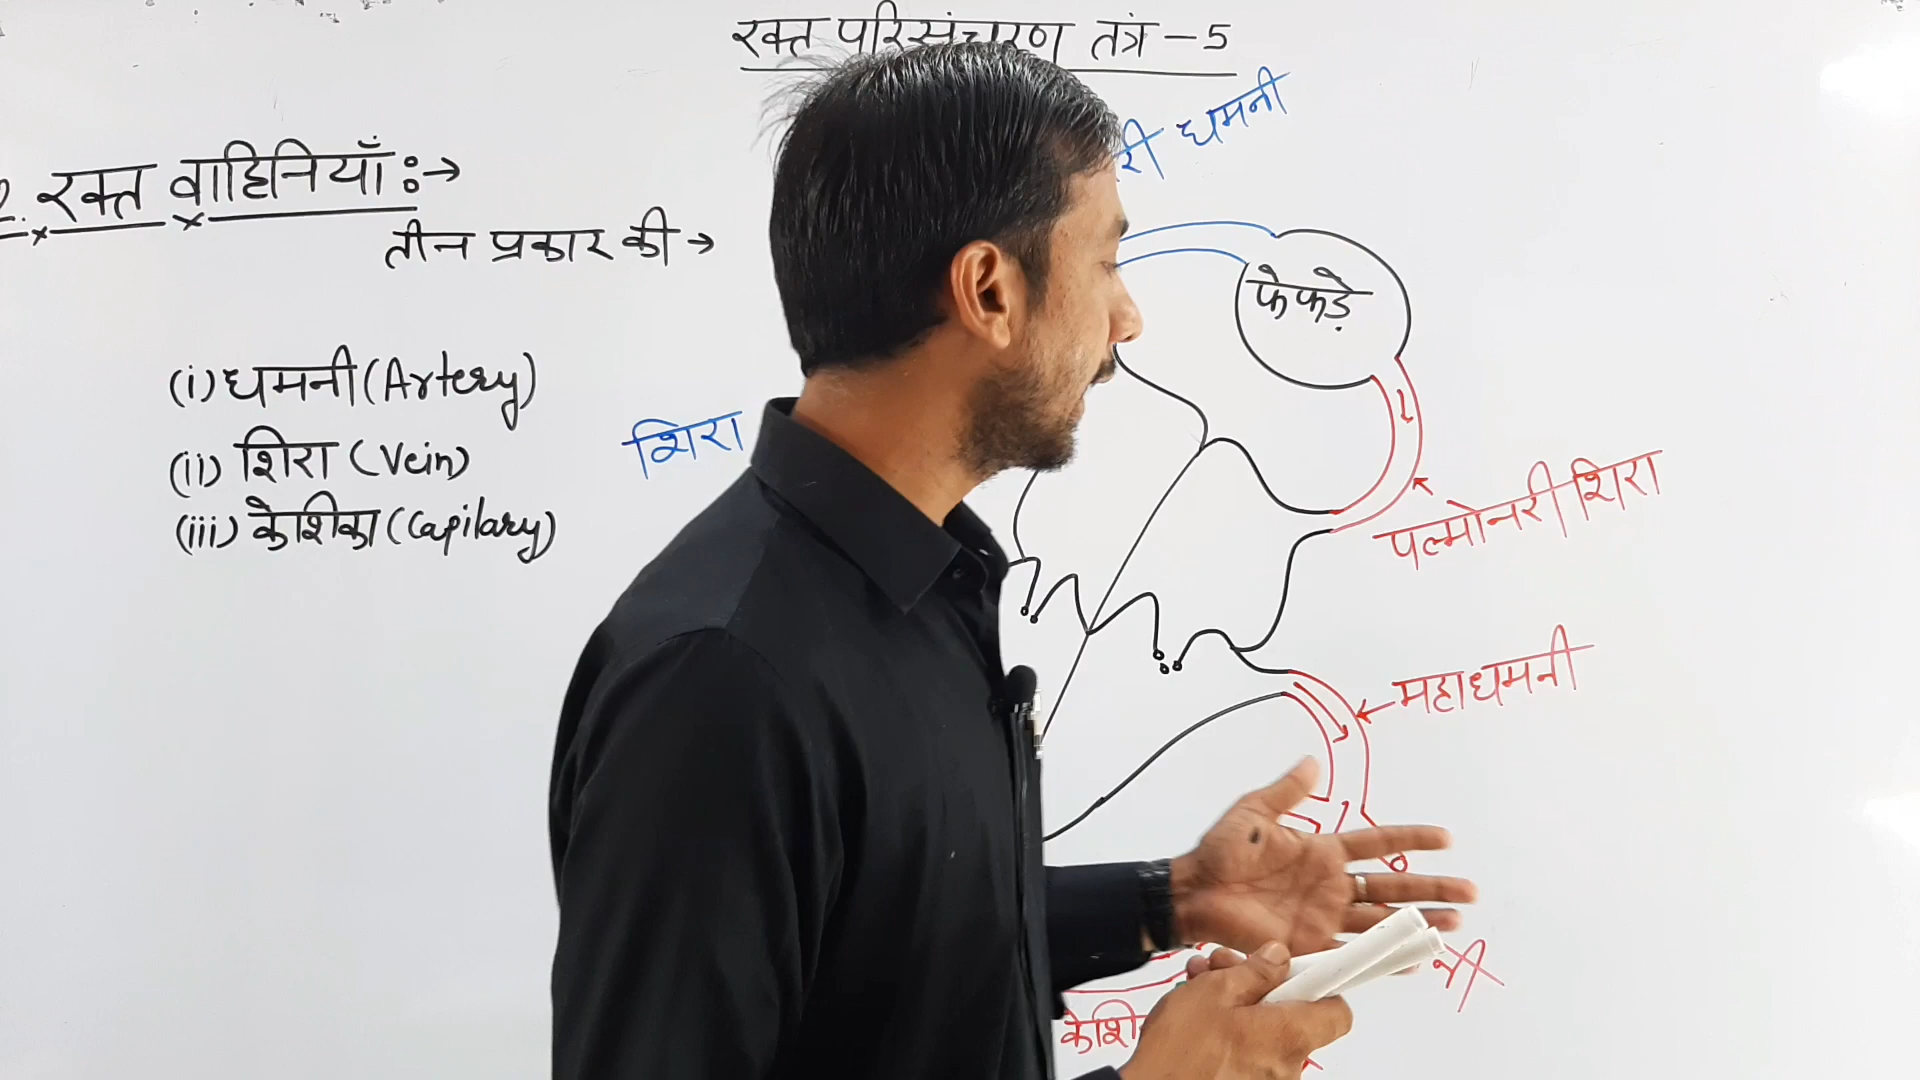 रक्त परिसंचरण तंत्र - 5
2. रक्त वाहिनियाँ :→
तीन प्रकार की →
(i) धमनी (Artery)
(ii) शिरा (Vein)
(iii) केशिका (Capilary)
री धमनी
फेफड़े
शिरा
पल्मोनरी शिरा
महाधमनी
केशि